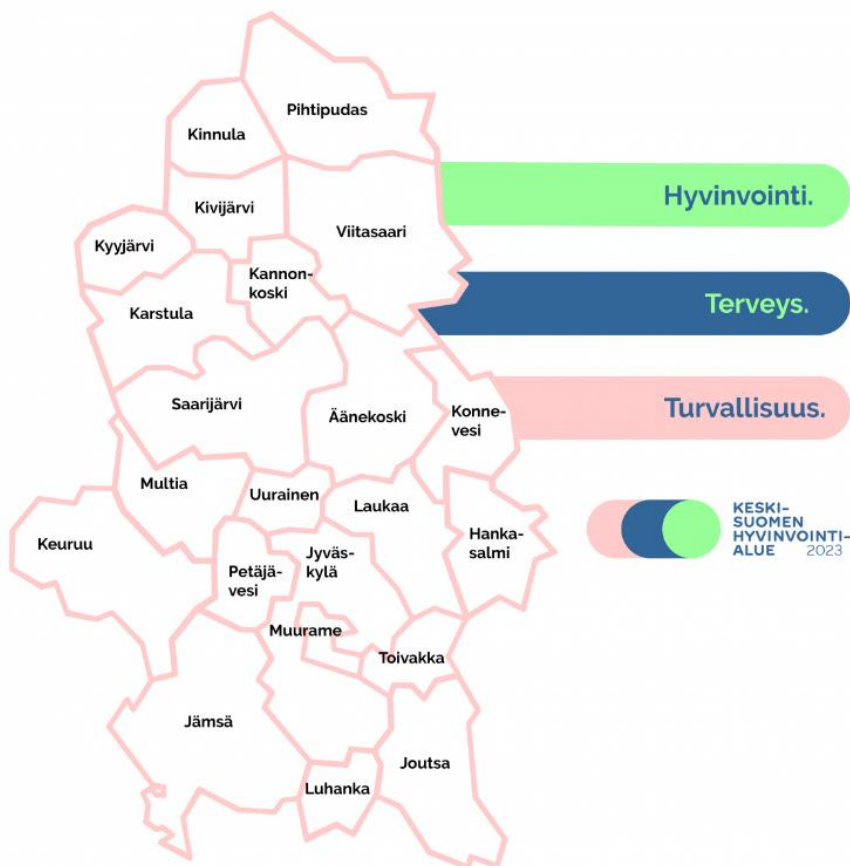 Pihtipudas
Kinnula
Hyvinvointi.
Kivijärvi
Viitasaari
Kyyjärvi
Kannon-
koski
Karstula
Terveys.
Saarijärvi
Äänekoski
Konne-
vesi
Turvallisuus.
Multia
Uurainen
Laukaa
KESKI-
SUOMEN
HYVINVOINTI-
ALUE 2023
Keuruu
Hanka-
salmi
Petäjä-
vesi
Jyväs-
kylä
Muurame
Toivakka
Jämsä
Joutsa
Luhanka